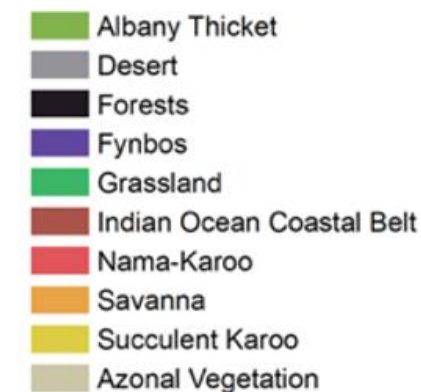 Albany Thicket
Desert
Forests
Fynbos
Grassland
Indian Ocean Coastal Belt
Nama-Karoo
Savanna
Succulent Karoo
Azonal Vegetation